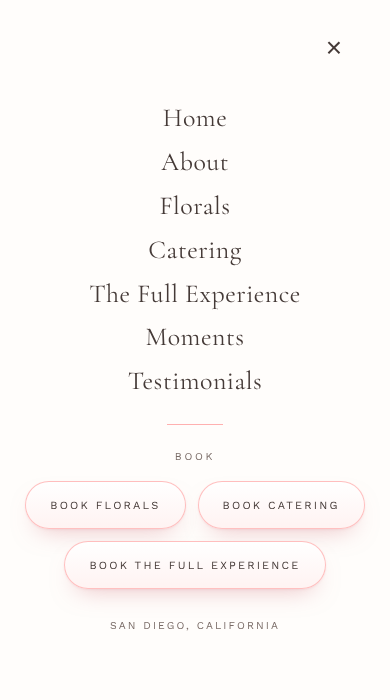 Home
About
Florals
Catering
The Full Experience
Moments
Testimonials
BOOK
BOOK FLORALS
BOOK CATERING
BOOK THE FULL EXPERIENCE
SAN DIEGO, CALIFORNIA